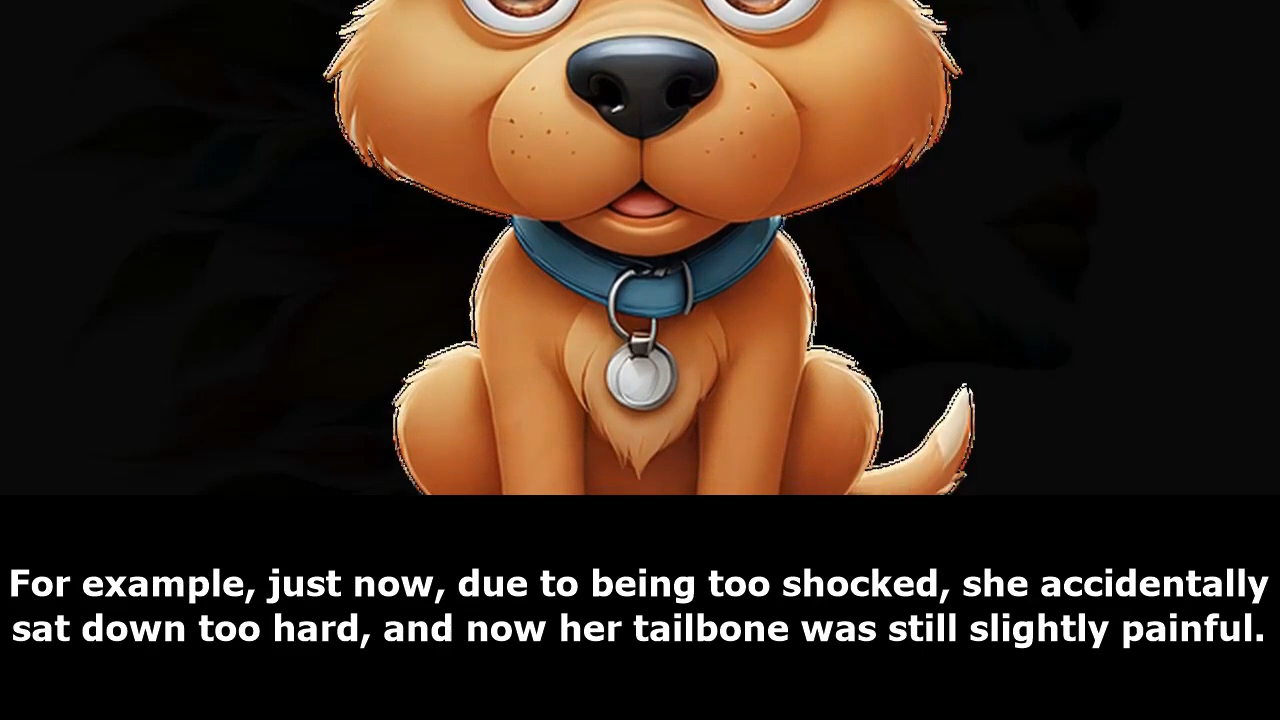 For example, just now, due to being too shocked, she accidentally
sat down too hard, and now her tailbone was still slightly painful.